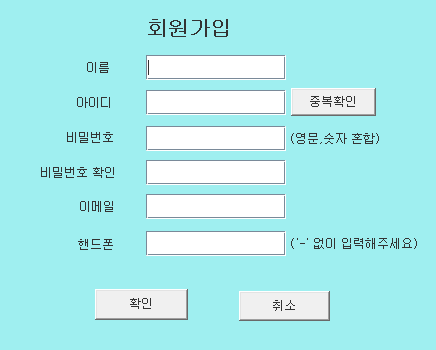 회원가입
이름
아이디 중복확인
비밀번호 (영문,숫자 혼합)
비밀번호 확인
이메일
핸드폰 ('-' 없이 입력해주세요)
확인 취소